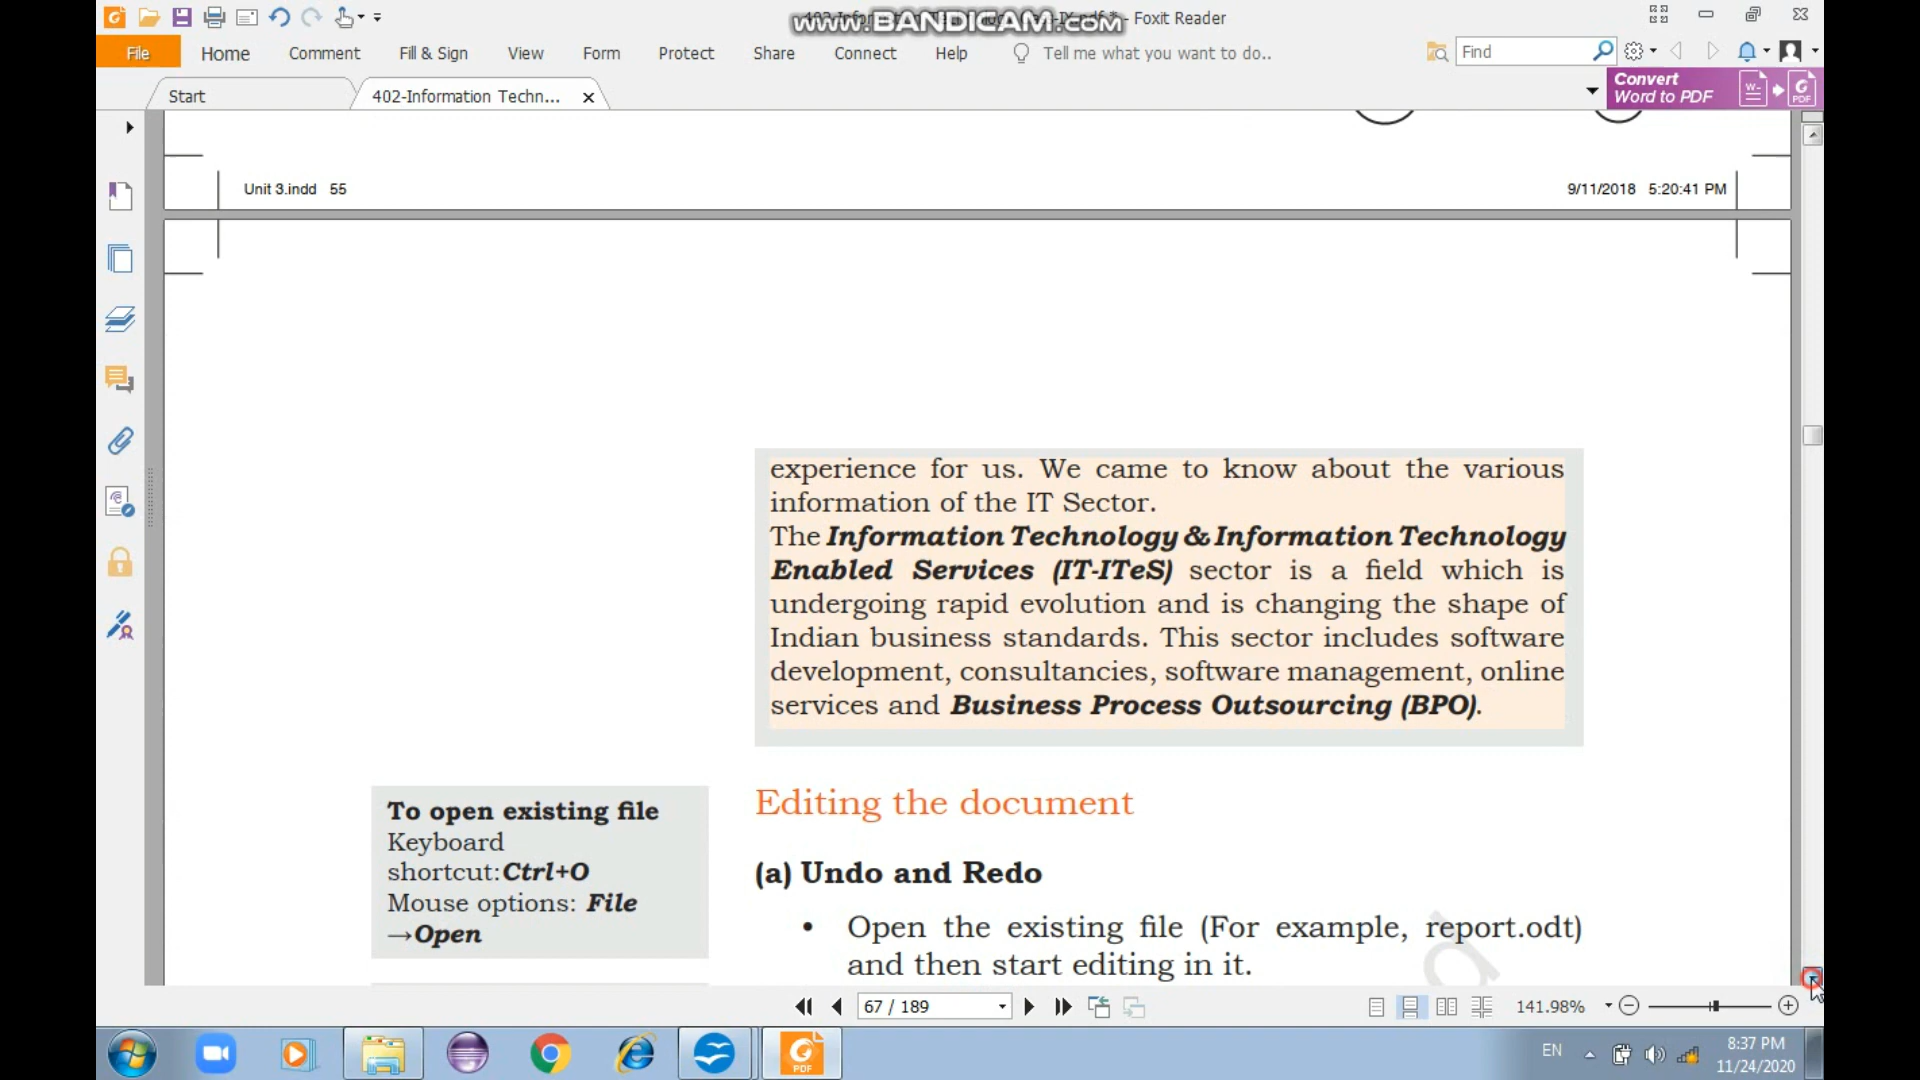 www.BANDICAM.com
- Foxit Reader
File
Home
Comment
Fill & Sign
View
Form
Protect
Share
Connect
Help
Tell me what you want to do..
Find
Start
402-Information Techn...
Convert
Word to PDF
Unit 3.indd 55
9/11/2018 5:20:41 PM
experience for us. We came to know about the various
information of the IT Sector.
The Information Technology & Information Technology
Enabled Services (IT-ITeS) sector is a field which is
undergoing rapid evolution and is changing the shape of
Indian business standards. This sector includes software
development, consultancies, software management, online
services and Business Process Outsourcing (BPO).
Editing the document
To open existing file
Keyboard
shortcut:Ctrl+O
Mouse options: File
→Open
(a) Undo and Redo
• Open the existing file (For example, report.odt)
and then start editing in it.
67 / 189
141.98%
EN
8:37 PM
11/24/2020